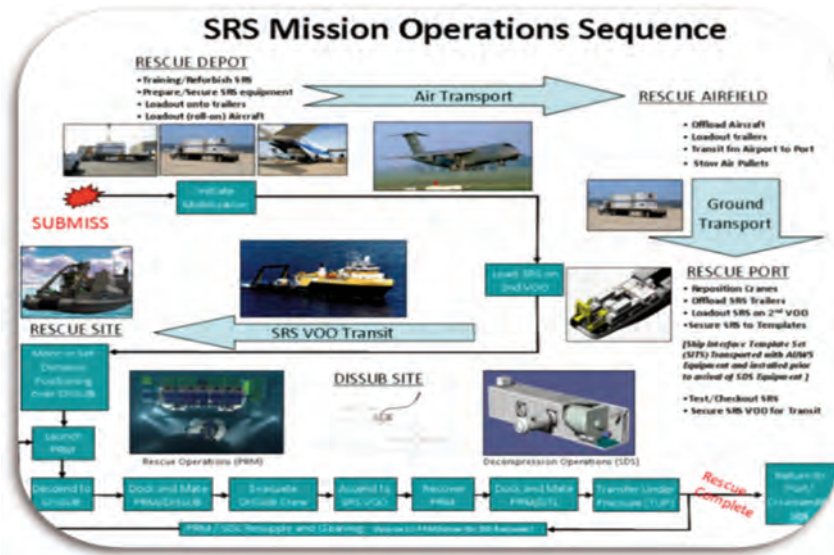 SRS Mission Operations Sequence
RESCUE DEPOT
•Training/Refurbish SRS
•Prepare/Secure SRS equipment
•Loadout onto trailers
•Loadout (roll-on) Aircraft
Air Transport
RESCUE AIRFIELD
• Offload Aircraft
• Loadout trailers
• Transit fm Airport to Port
• Stow Air Pallets
SUBMISS
Initiate
Mobilization
Ground
Transport
Load SRS on
2nd VOO
RESCUE PORT
• Reposition Cranes
• Offload SRS Trailers
• Loadout SRS on 2nd VOO
•Secure SRS to Templates
[Ship Interface Template Set
(SITS) Transported with AUWS
Equipment and installed prior
to arrival of SDS Equipment ]
• Test/Checkout SRS
• Secure SRS VOO for Transit
RESCUE SITE
SRS VOO Transit
Moor or Set
Dynamic
Positioning
over DISSUB
DISSUB SITE
Launch
PRM
Rescue Operations (PRM)
Decompression Operations (SDS)
Descend to
DISSUB
Dock and Mate
PRM/DISSUB
Evacuate
DISSUB Crew
Ascend to
SRS VOO
Recover
PRM
Dock and Mate
Transfer Under
Pressure (TUP)
Rescue
Complete
Return to
Port/
PRM / SDS Resupply and Cleaning